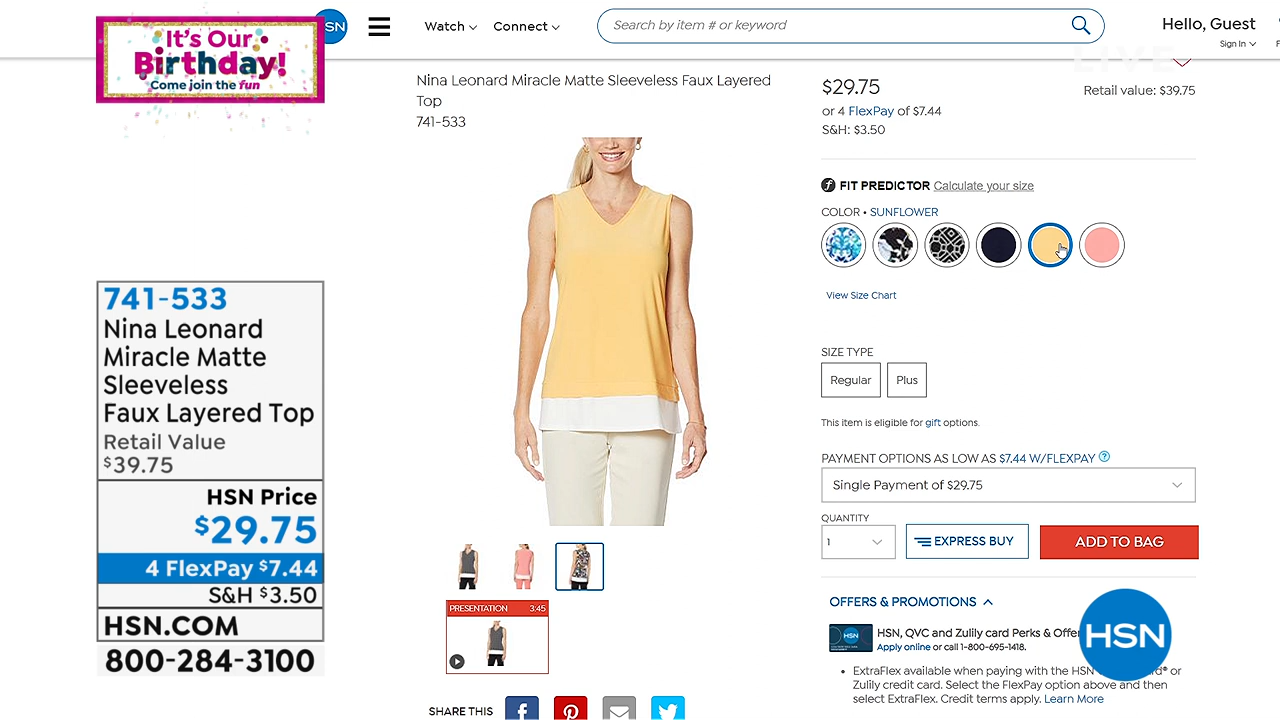 It's Our
Birthday!
Come join the fun
Watch
Connect
Search by item # or keyword
Hello, Guest
Sign In
LIVE
Nina Leonard Miracle Matte Sleeveless Faux Layered
Top
741-533
$29.75
Retail value: $39.75
or 4 FlexPay of $7.44
S&H: $3.50
FIT PREDICTOR Calculate your size
COLOR • SUNFLOWER
View Size Chart
SIZE TYPE
Regular
Plus
This item is eligible for gift options.
PAYMENT OPTIONS AS LOW AS $7.44 W/FLEXPAY
Single Payment of $29.75
QUANTITY
1
EXPRESS BUY
ADD TO BAG
OFFERS & PROMOTIONS
HSN
HSN, QVC and Zulily card Perks & Offer
Apply online or call 1-800-695-1418.
• ExtraFlex available when paying with the HSN or
Zulily credit card. Select the FlexPay option above and then
select ExtraFlex. Credit terms apply. Learn More
HSN
741-533
Nina Leonard
Miracle Matte
Sleeveless
Faux Layered Top
Retail Value
$39.75
HSN Price
$29.75
4 FlexPay $7.44
S&H $3.50
HSN.COM
800-284-3100
PRESENTATION 3:45
SHARE THIS